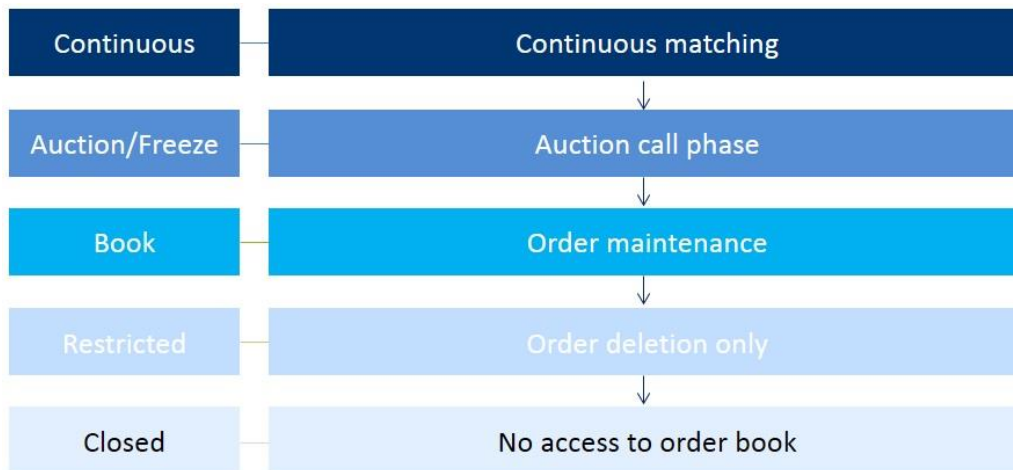 Continuous
Continuous matching
Auction/Freeze
Auction call phase
Book
Order maintenance
Restricted
Order deletion only
Closed
No access to order book